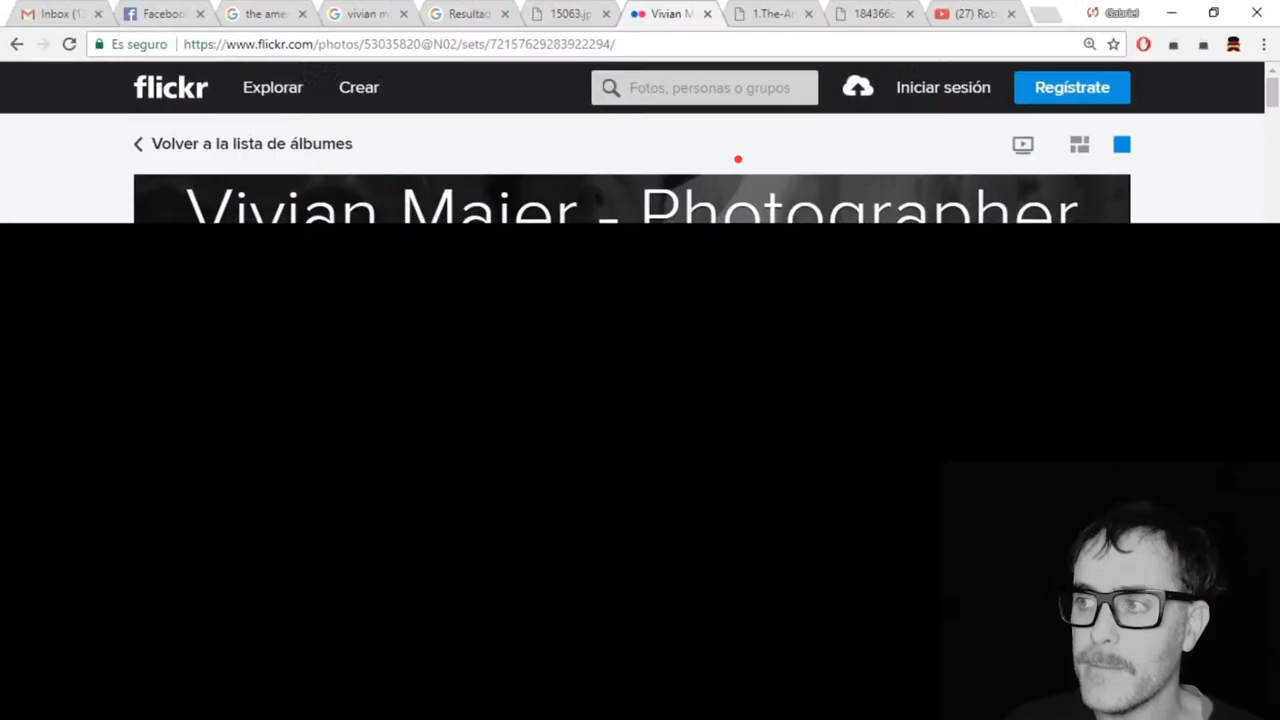 Inbox (1
Facebo
the ame
vivian m
Resultad
15063.jp
Vivian M
1.The-A
184366
(27) Rob
Gabriel
Es seguro
https://www.flickr.com/photos/53035820@N02/sets/72157629283922294/
flickr
Explorar
Crear
Fotos, personas o grupos
Iniciar sesión
Regístrate
Volver a la lista de álbumes
Vivian Maier - Photographer